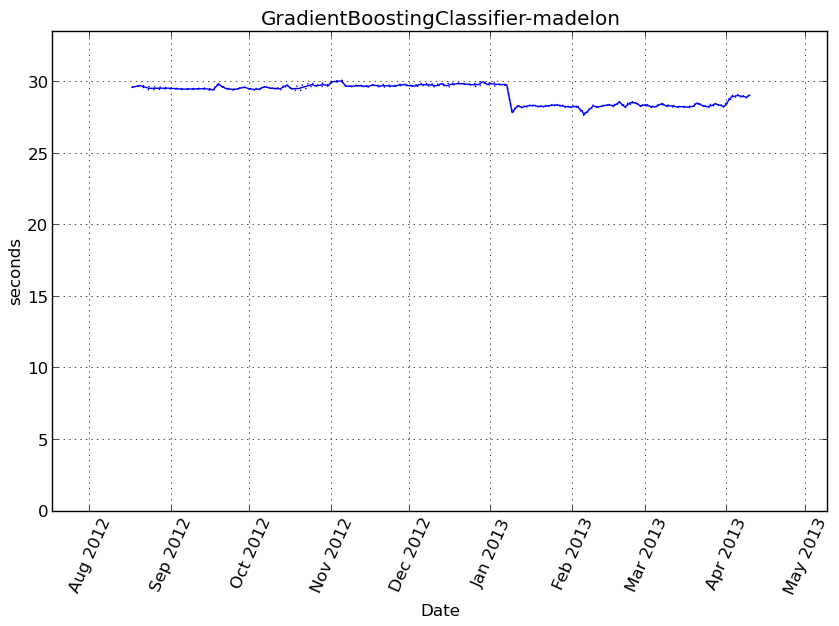 GradientBoostingClassifier-madelon
30
25
20
15
10
5
0
seconds
Aug 2012
Sep 2012
Oct 2012
Nov 2012
Dec 2012
Jan 2013
Feb 2013
Mar 2013
Apr 2013
May 2013
Date